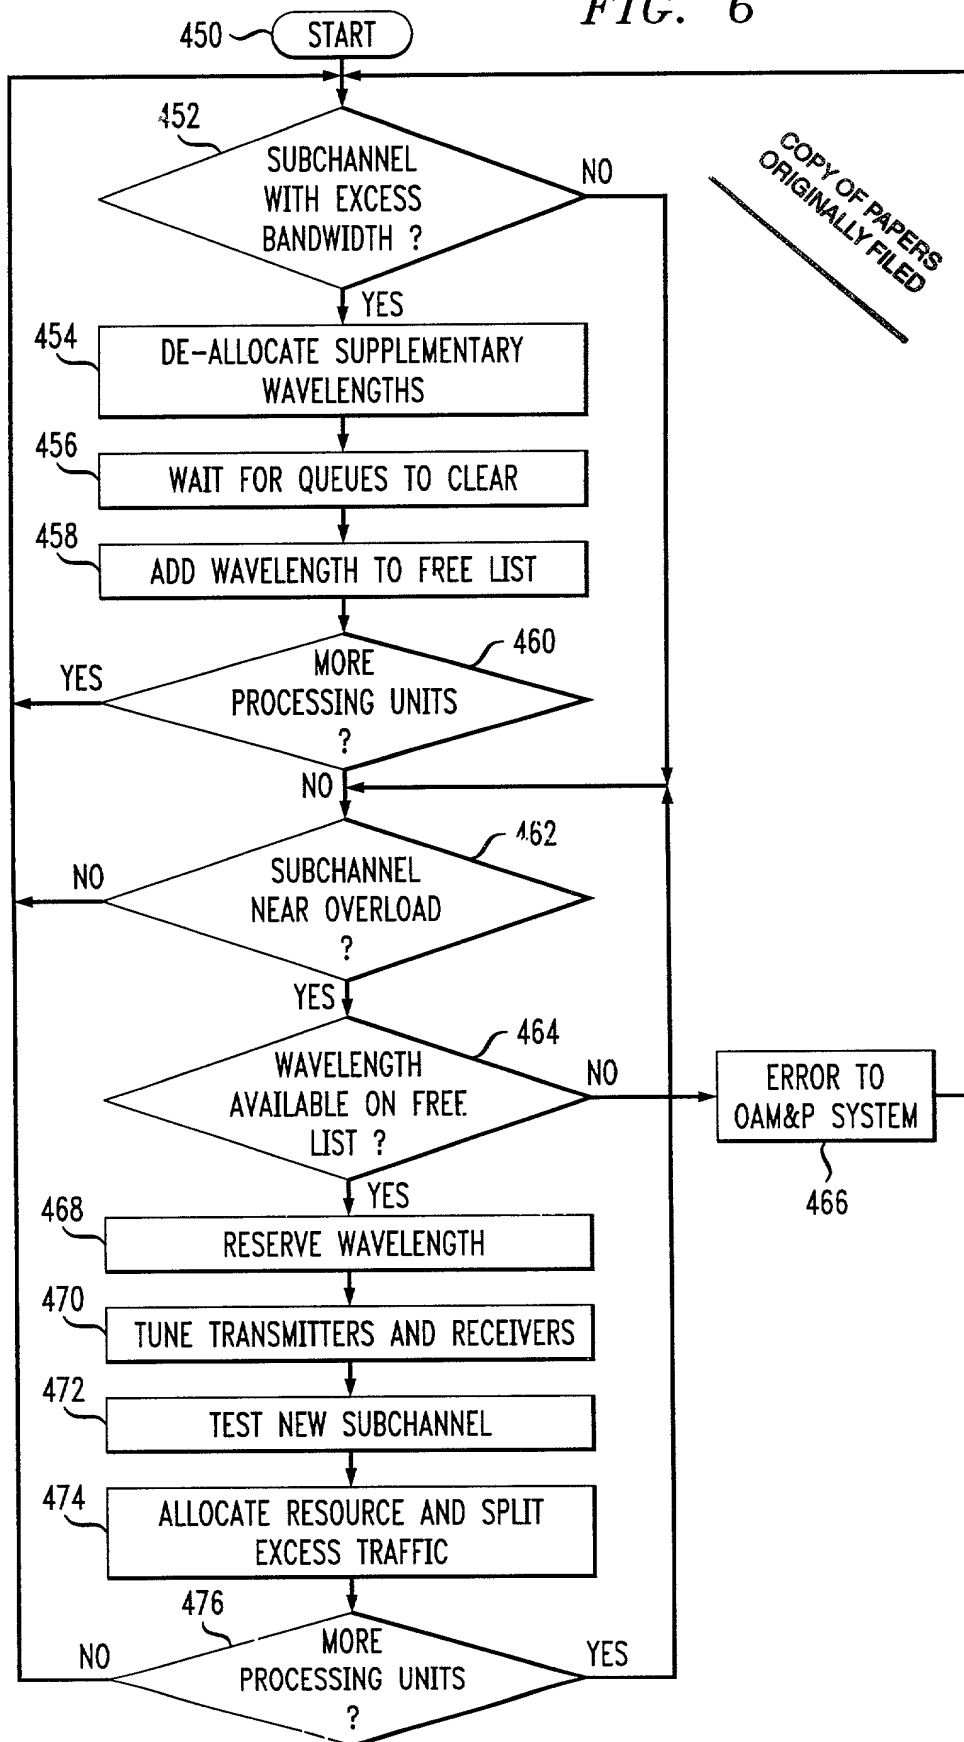 FIG. 6
450
START
452
SUBCHANNEL
WITH EXCESS
BANDWIDTH ?
NO
COPY OF PAPERS
ORIGINALLY FILED
YES
454
DE-ALLOCATE SUPPLEMENTARY
WAVELENGTHS
456
WAIT FOR QUEUES TO CLEAR
458
ADD WAVELENGTH TO FREE LIST
460
MORE
PROCESSING UNITS
?
YES
NO
462
SUBCHANNEL
NEAR OVERLOAD
?
NO
YES
464
WAVELENGTH
AVAILABLE ON FREE
LIST ?
NO
ERROR TO
OAM&P SYSTEM
466
YES
468
RESERVE WAVELENGTH
470
TUNE TRANSMITTERS AND RECEIVERS
472
TEST NEW SUBCHANNEL
474
ALLOCATE RESOURCE AND SPLIT
EXCESS TRAFFIC
476
MORE
PROCESSING UNITS
?
NO
YES